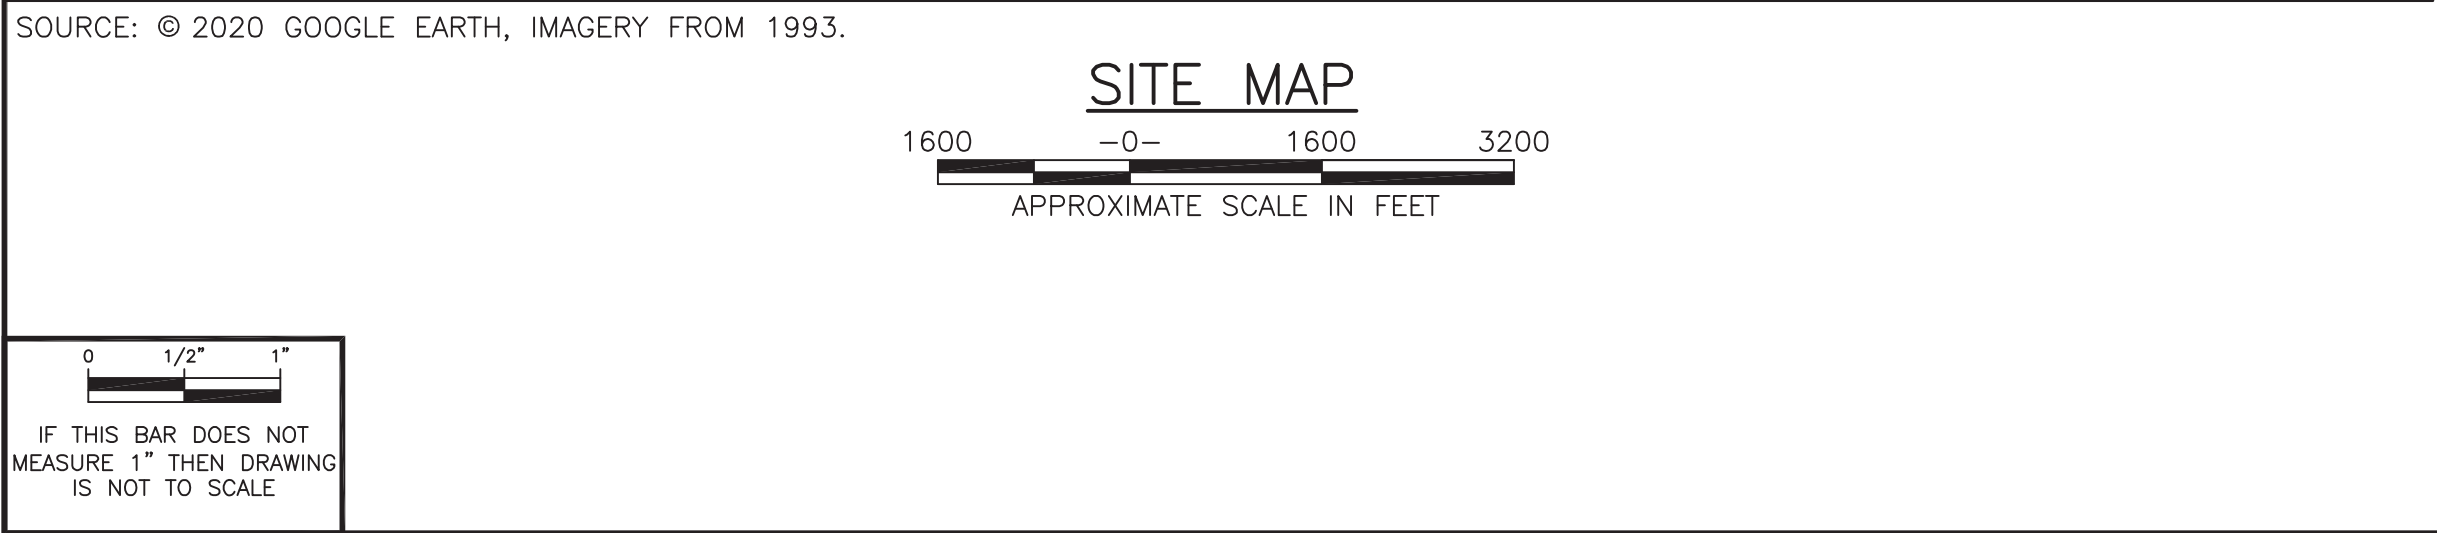 SOURCE: © 2020 GOOGLE EARTH, IMAGERY FROM 1993.
SITE MAP
1600 -0- 1600 3200
APPROXIMATE SCALE IN FEET
0 1/2" 1"
IF THIS BAR DOES NOT
MEASURE 1" THEN DRAWING
IS NOT TO SCALE